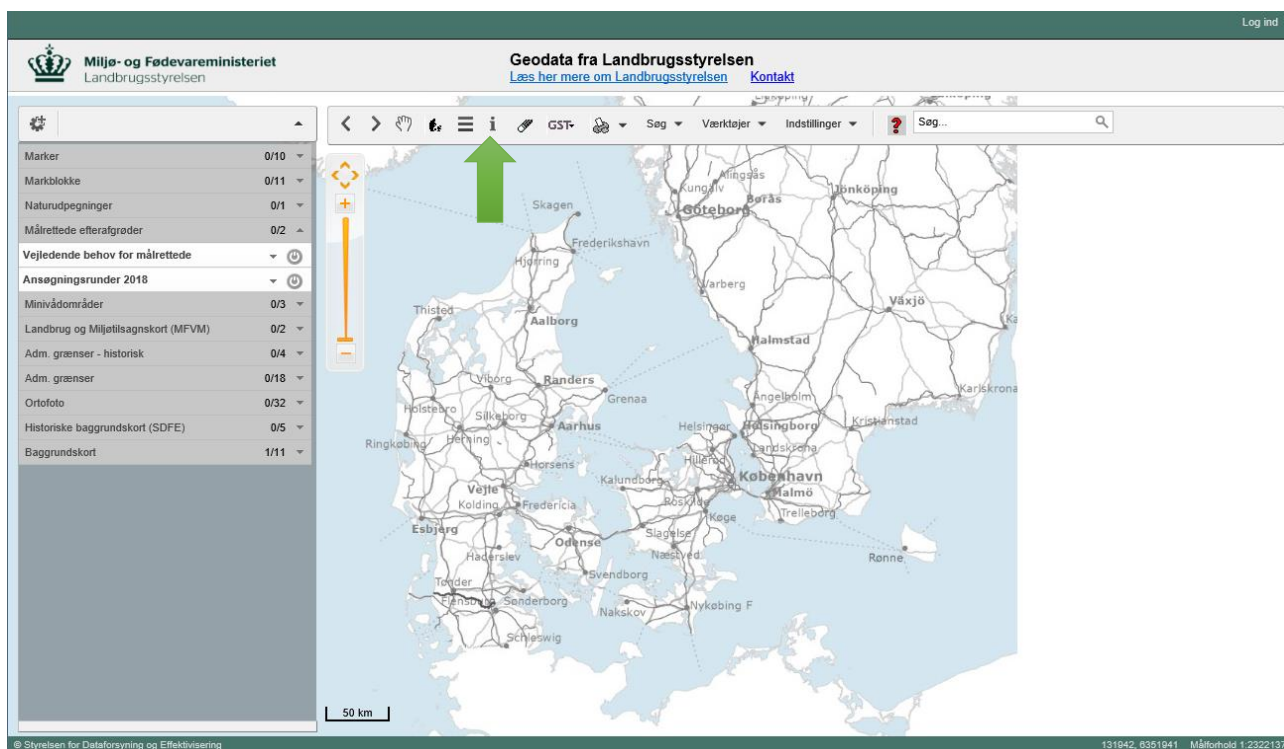 Log ind
Miljø- og Fødevareministeriet
Landbrugsstyrelsen
Geodata fra Landbrugsstyrelsen
Læs her mere om Landbrugsstyrelsen Kontakt
i GST Søg Værktøjer Indstillinger ? Søg...
Marker 0/10
Markblokke 0/11
Naturudpegninger 0/1
Målrettede efterafgrøder 0/2
Vejledende behov for målrettede
Ansøgningsrunder 2018
Minivådområder 0/3
Landbrug og Miljøtilsagnskort (MFVM) 0/2
Adm. grænser - historisk 0/4
Adm. grænser 0/18
Ortofoto 0/32
Historiske baggrundskort (SDFE) 0/5
Baggrundskort 1/11
Alingsås
Kungälv
Jönköping
Borås
Göteborg
Skagen
Frederikshavn
Hjørring
Varberg
Växjö
Thisted
Aalborg
Halmstad
Viborg
Randers
Karlskrona
Grenaa
Ängelholm
Holstebro
Silkeborg
Kristianstad
Aarhus
Helsingør
Helsingborg
Ringkøbing
Herning
Landskrona
Hillerød
Horsens
Kalundborg
København
Vejle
Malmö
Kolding
Fredericia
Roskilde
Trelleborg
Køge
Esbjerg
Slagelse
Odense
Næstved
Rønne
Haderslev
Svendborg
Tønder
Flensburg
Sønderborg
Nakskov
Nykøbing F
Schleswig
50 km
© Styrelsen for Dataforsyning og Effektivisering
131942, 6351941 Målforhold 1:2322137